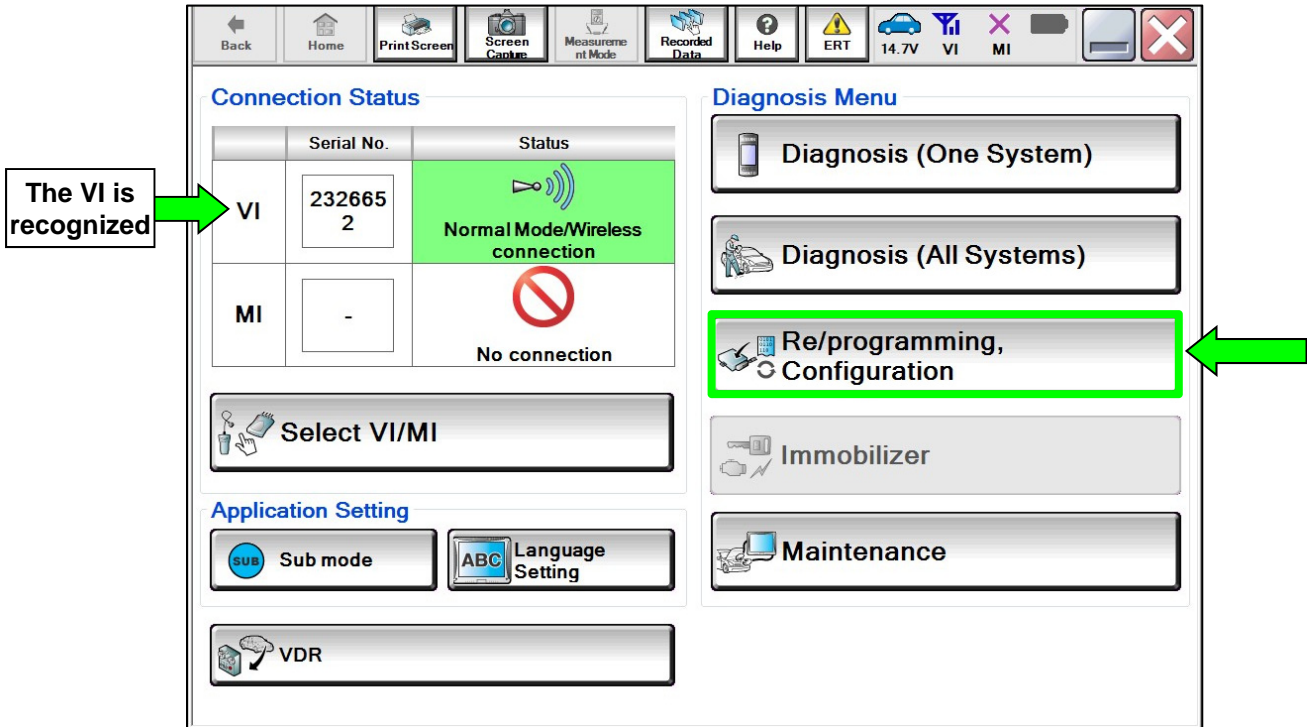 Back
Home
Print Screen
Screen
Capture
Measureme
nt Mode
Recorded
Data
Help
ERT
14.7V
VI
MI
Connection Status
Serial No.
Status
The VI is
recognized
VI
232665
2
Normal Mode/Wireless
connection
MI
-
No connection
Select VI/MI
Application Setting
SUB
Sub mode
ABC
Language
Setting
VDR
Diagnosis Menu
Diagnosis (One System)
Diagnosis (All Systems)
Re/programming,
Configuration
Immobilizer
Maintenance